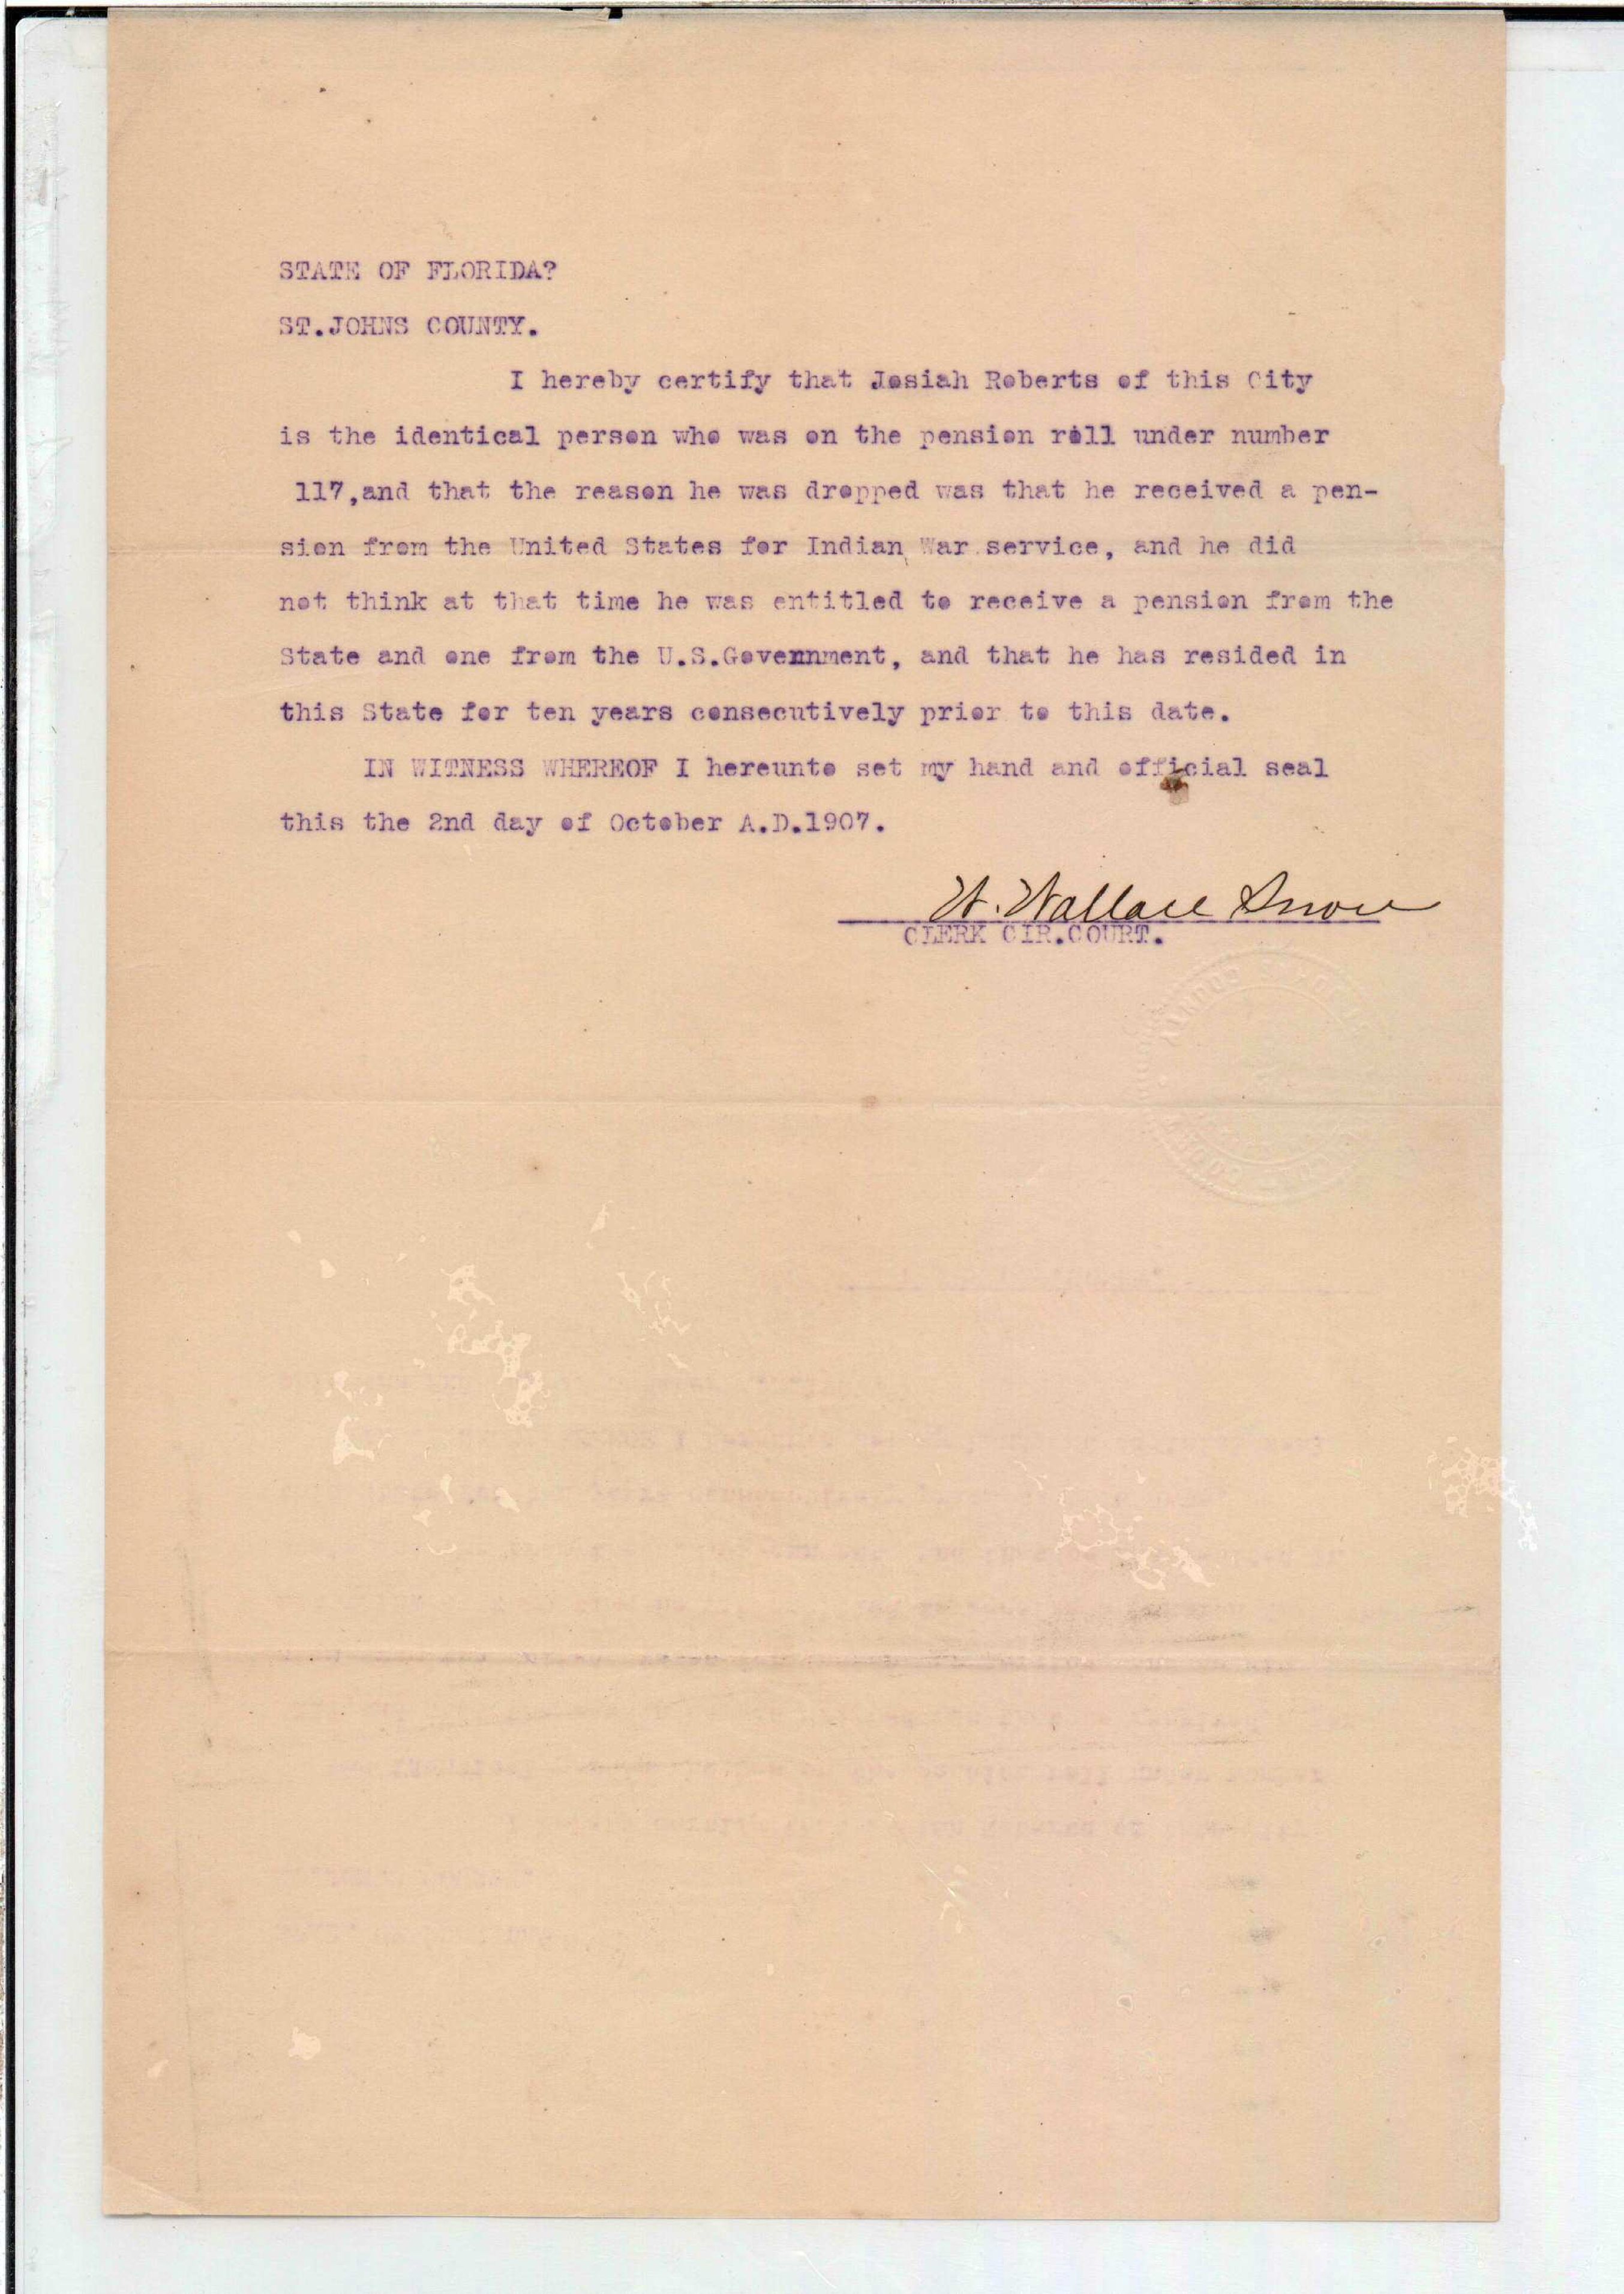 STATE OF FLORIDA?
ST.JOHNS COUNTY.
I hereby certify that Josiah Roberts of this City
is the identical person who was on the pension roll under number
117,and that the reason he was dropped was that he received a pen-
sion from the United States for Indian War service, and he did
not think at that time he was entitled to receive a pension from the
State and one from the U.S.Govennment, and that he has resided in
this State for ten years consecutively prior to this date.
IN WITNESS WHEREOF I hereunto set my hand and official seal
this the 2nd day of October A.D.1907.
W. Wallace Snow
CLERK CIR.COURT.